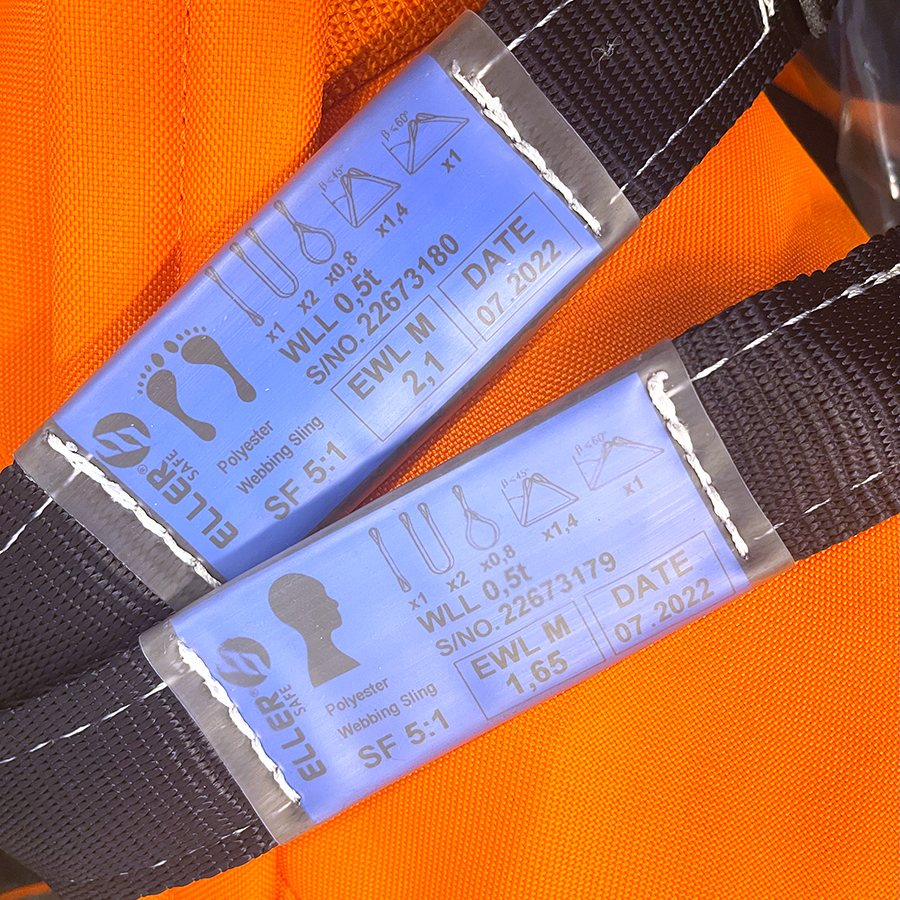 ELLER
SAFE
®
Polyester
Webbing Sling
SF 5:1
β<45°
β<60°
x1 x2 x0,8 x1,4 x1
WLL 0,5t
S/NO. 22673180
EWL M
2,1
DATE
07.2022
ELLER
SAFE
®
Polyester
Webbing Sling
SF 5:1
β<45°
β<60°
x1 x2 x0,8 x1,4 x1
WLL 0,5t
S/NO. 22673179
EWL M
1,65
DATE
07.2022